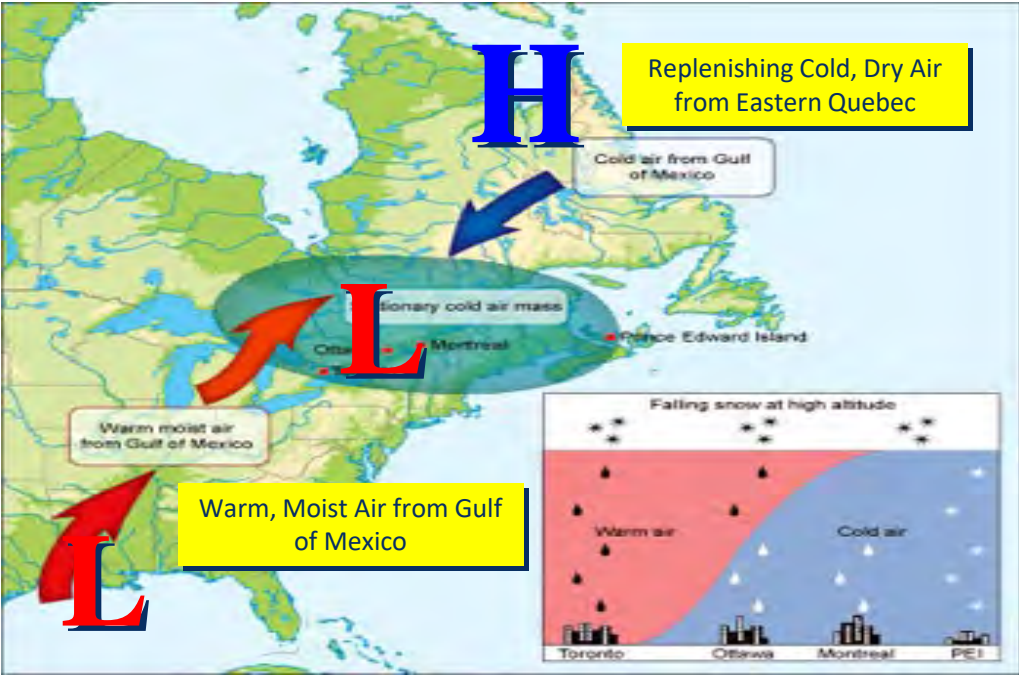 H
Replenishing Cold, Dry Air
from Eastern Quebec
Cold air from Gulf
of Mexico
L
tionary cold air mass
Otta
Montreal
Prince Edward Island
Warm moist air
from Gulf of Mexico
Warm, Moist Air from Gulf
of Mexico
L
Falling snow at high altitude
Warm air
Cold air
Toronto
Ottawa
Montreal
PEI